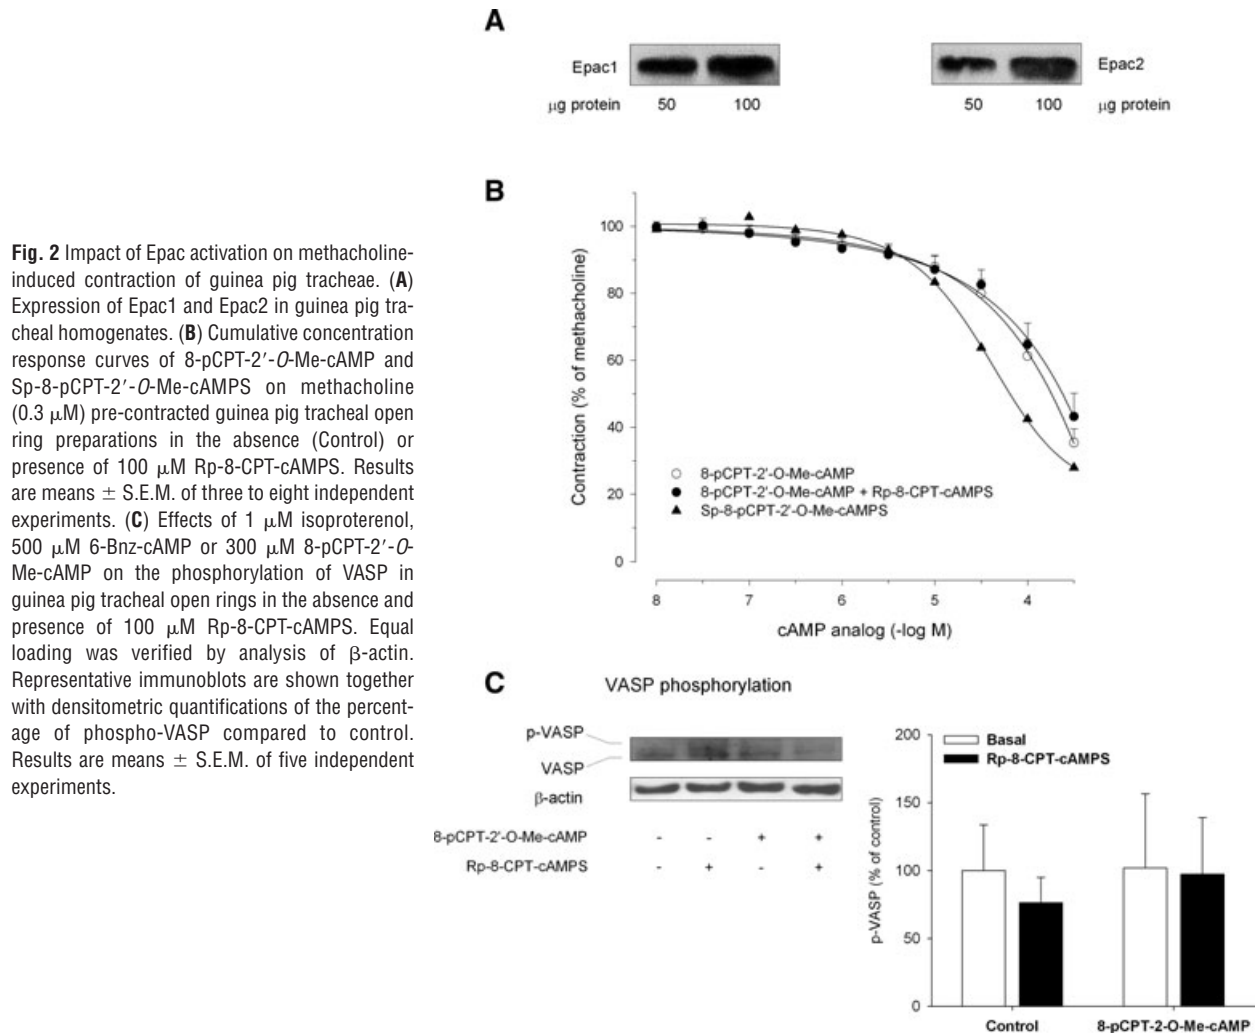 Fig. 2 Impact of Epac activation on methacholine-
induced contraction of guinea pig tracheae. (A)
Expression of Epac1 and Epac2 in guinea pig tra-
cheal homogenates. (B) Cumulative concentration
response curves of 8-pCPT-2′-O-Me-cAMP and
Sp-8-pCPT-2′-O-Me-cAMPS on methacholine
(0.3 μM) pre-contracted guinea pig tracheal open
ring preparations in the absence (Control) or
presence of 100 μM Rp-8-CPT-cAMPS. Results
are means ± S.E.M. of three to eight independent
experiments. (C) Effects of 1 μM isoproterenol,
500 μM 6-Bnz-cAMP or 300 μM 8-pCPT-2′-O-
Me-cAMP on the phosphorylation of VASP in
guinea pig tracheal open rings in the absence and
presence of 100 μM Rp-8-CPT-cAMPS. Equal
loading was verified by analysis of β-actin.
Representative immunoblots are shown together
with densitometric quantifications of the percent-
age of phospho-VASP compared to control.
Results are means ± S.E.M. of five independent
experiments.
A
Epac1
μg protein 50 100
Epac2
50 100 μg protein
B
Contraction (% of methacholine)
100
80
60
40
20
0
8-pCPT-2'-O-Me-cAMP
8-pCPT-2'-O-Me-cAMP + Rp-8-CPT-cAMPS
Sp-8-pCPT-2'-O-Me-cAMPS
8 7 6 5 4
cAMP analog (-log M)
C
VASP phosphorylation
p-VASP
VASP
β-actin
8-pCPT-2'-O-Me-cAMP - - + +
Rp-8-CPT-cAMPS - + - +
p-VASP (% of control)
200
150
100
50
0
Basal
Rp-8-CPT-cAMPS
Control 8-pCPT-2-O-Me-cAMP